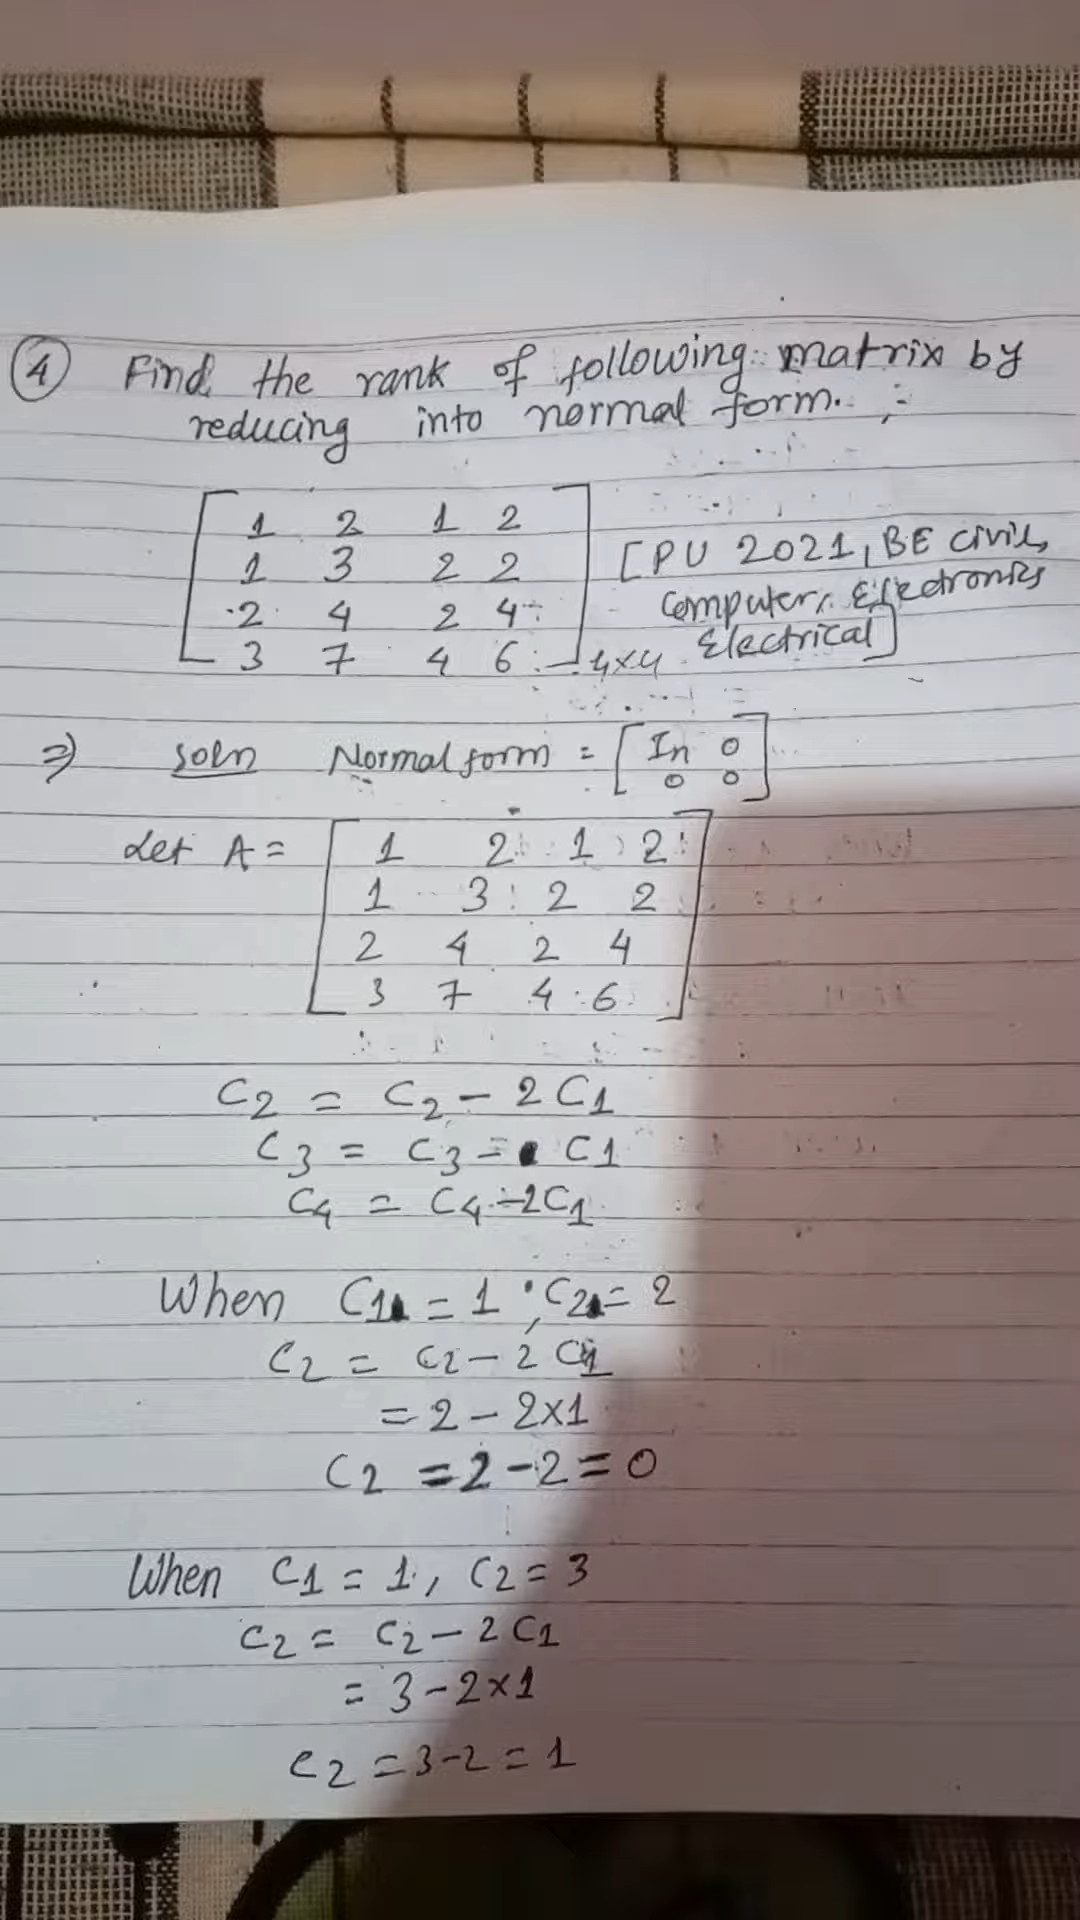 4 Find the rank of following matrix by
reducing into normal form. :-
1 2 1 2
1 3 2 2
2 4 2 4
3 7 4 6 4×4
[PU 2021, BE Civil,
Computer, Electronics
Electrical]
⇒ Soln Normal form = [In 0
0 0]
Let A =
1 2 1 2
1 3 2 2
2 4 2 4
3 7 4 6
C2 = C2 - 2C1
C3 = C3 - C1
C4 = C4 - 2C1
When C1 = 1 ; C2 = 2
C2 = C2 - 2C1
= 2 - 2×1
C2 = 2 - 2 = 0
When C1 = 1, C2 = 3
C2 = C2 - 2C1
= 3 - 2×1
C2 = 3-2 = 1